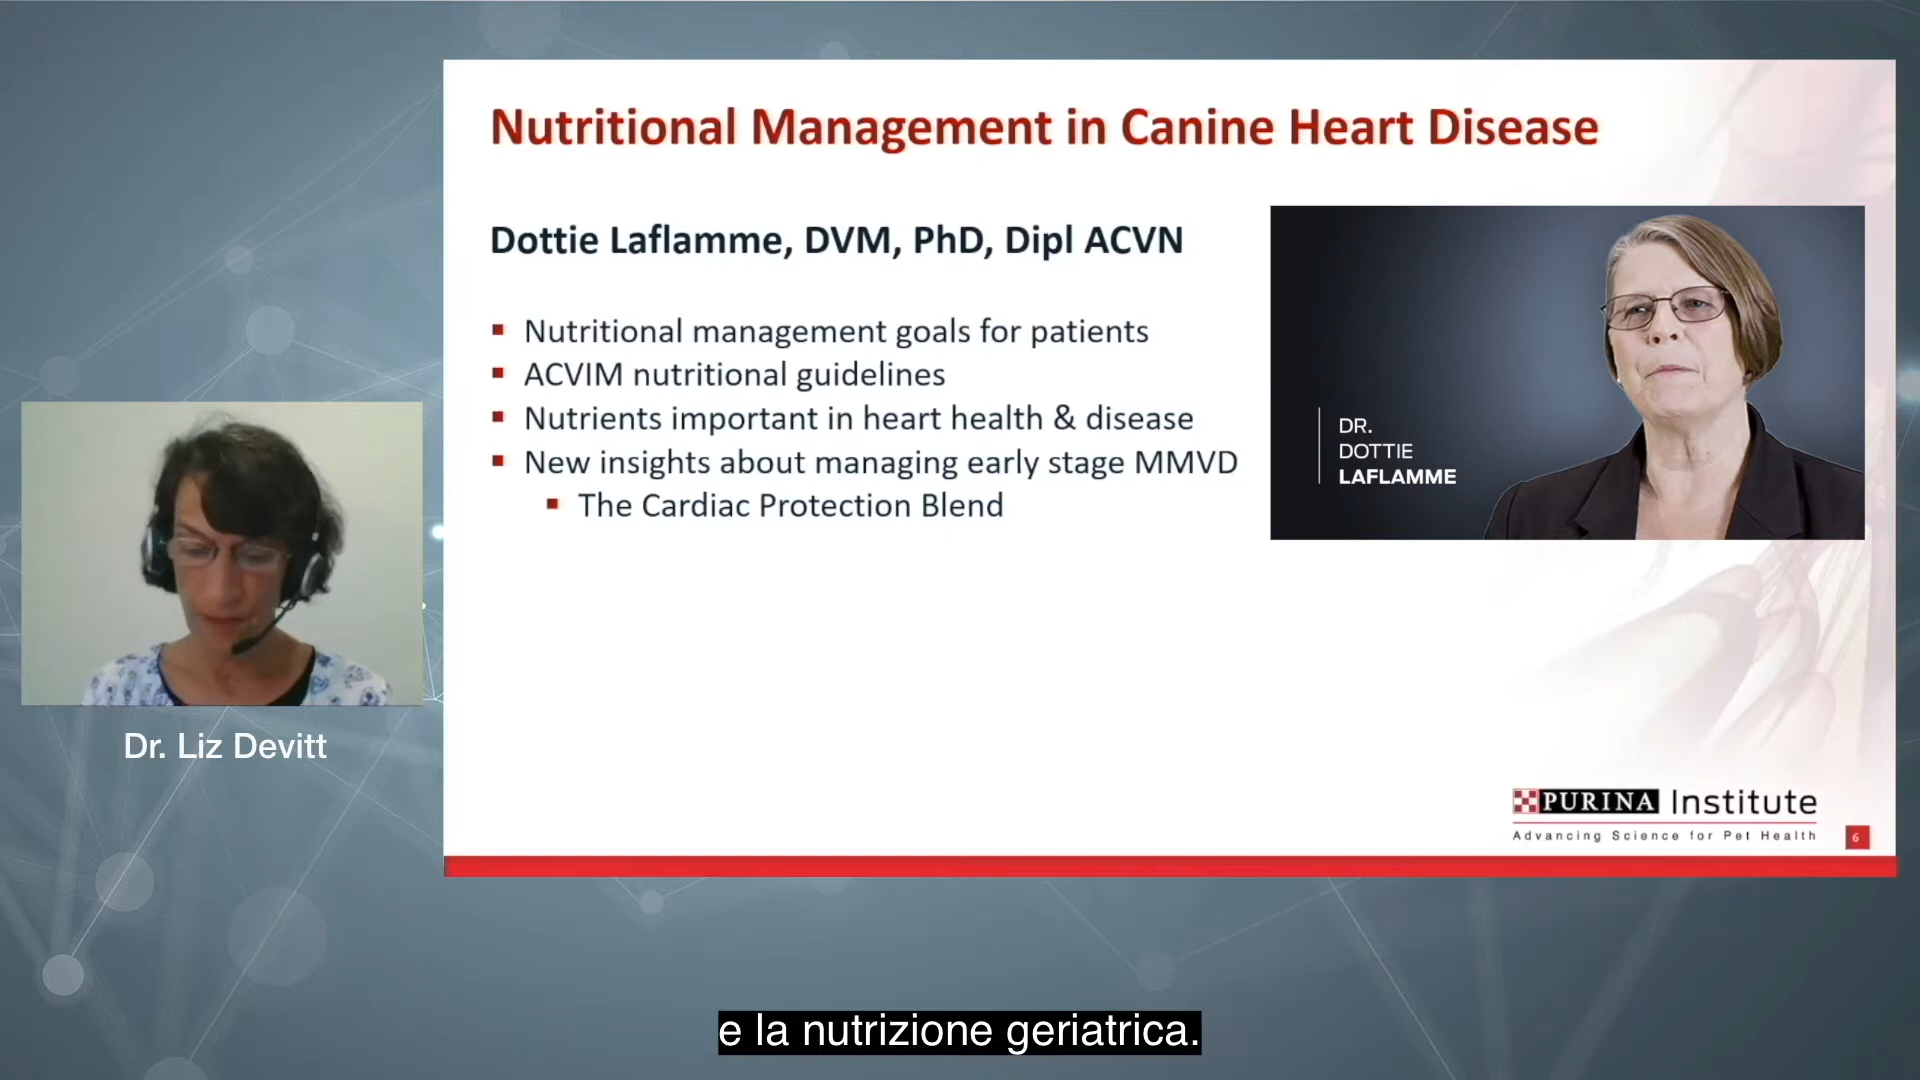 Nutritional Management in Canine Heart Disease
Dottie Laflamme, DVM, PhD, Dipl ACVN
Nutritional management goals for patients
ACVIM nutritional guidelines
Nutrients important in heart health & disease
New insights about managing early stage MMVD
The Cardiac Protection Blend
DR.
DOTTIE
LAFLAMME
Dr. Liz Devitt
PURINA Institute
Advancing Science for Pet Health
6
e la nutrizione geriatrica.